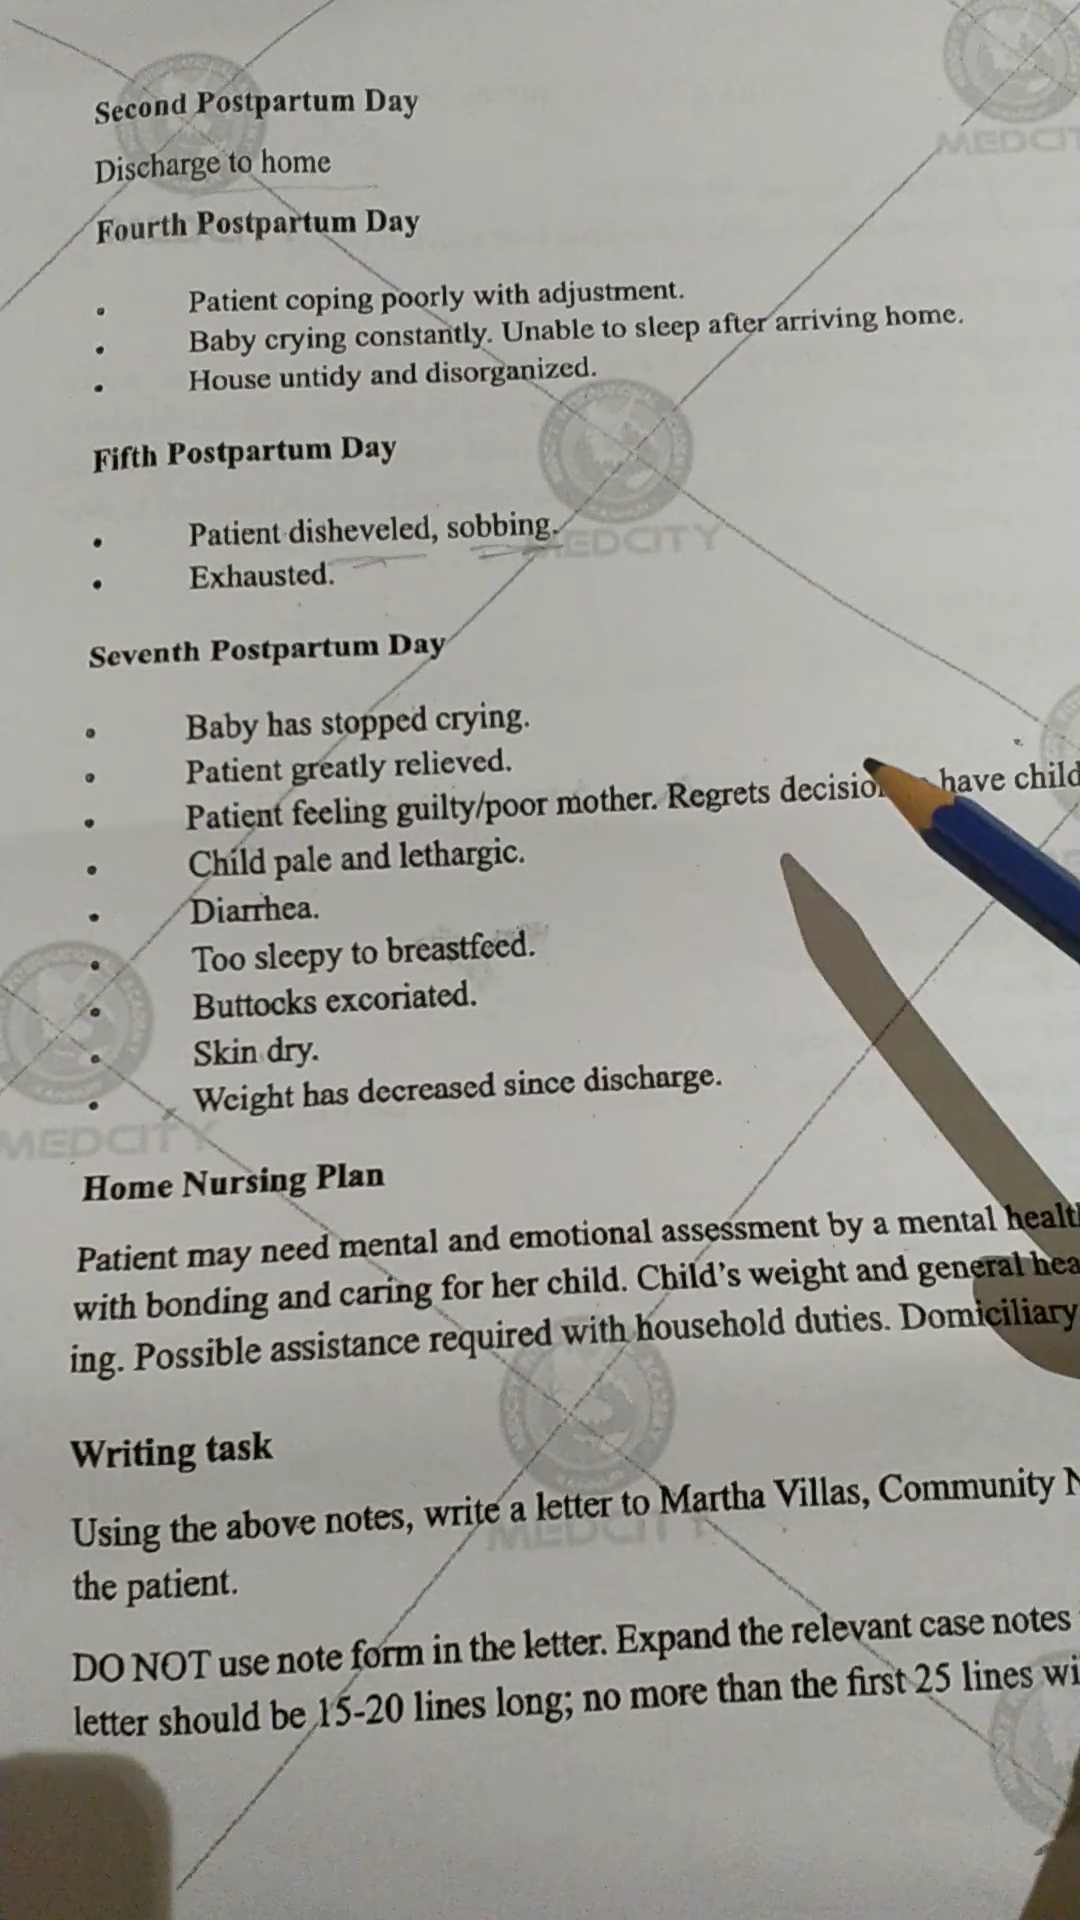 Second Postpartum Day
Discharge to home
Fourth Postpartum Day
Patient coping poorly with adjustment.
Baby crying constantly. Unable to sleep after arriving home.
House untidy and disorganized.
Fifth Postpartum Day
Patient disheveled, sobbing.
Exhausted.
Seventh Postpartum Day
Baby has stopped crying.
Patient greatly relieved.
Patient feeling guilty/poor mother. Regrets have child
Child pale and lethargic.
Diarrhea.
Too sleepy to breastfeed.
Buttocks excoriated.
Skin dry.
Weight has decreased since discharge.
Home Nursing Plan
Patient may need mental and emotional assessment by a mental
with bonding and caring for her child. Child's weight and general
ing. Possible assistance required with household duties. Domiciliary
Writing task
Using the above notes, write a letter to Martha Villas, Community
the patient.
DO NOT use note form in the letter. Expand the relevant case notes
letter should be 15-20 lines long; no more than the first 25 lines
MEDCITY
MEDCITY
MEDCITY